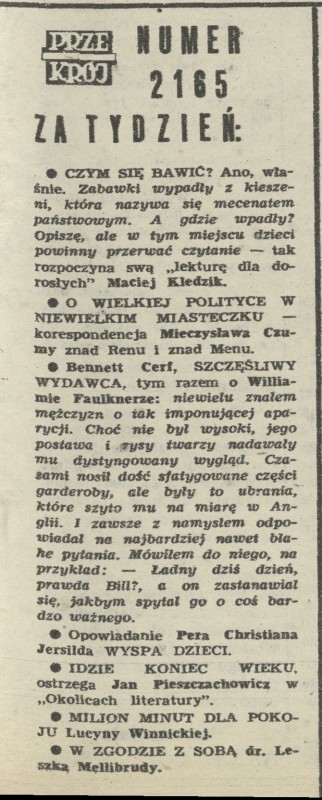 PRZE NUMER
KRÓJ 2165
ZA TYDZIEŃ:
● CZYM SIĘ BAWIĆ? Ano, wła-
śnie. Zabawki wypadły z kiesze-
ni, która nazywa się mecenatem
państwowym. A gdzie wpadły?
Opiszę, ale w tym miejscu dzieci
powinny przerwać czytanie — tak
rozpoczyna swą „lekturę dla do-
rosłych” Maciej Kledzik.
● O WIELKIEJ POLITYCE W
NIEWIELKIM MIASTECZKU —
korespondencja Mieczysława Czu-
my znad Renu i znad Menu.
● Bennett Cerf, SZCZĘŚLIWY
WYDAWCA, tym razem o Willia-
mie Faulknerze: niewielu znałem
mężczyzn o tak imponującej apa-
rycji. Choć nie był wysoki, jego
postawa i rysy twarzy nadawały
mu dystyngowany wygląd. Cza-
sami nosił dość sfatygowane części
garderoby, ale były to ubrania,
które szyto mu na miarę w An-
glii. I zawsze z namysłem odpo-
wiadał na najbardziej nawet bła-
he pytania. Mówiłem do niego, na
przykład: — Ładny dziś dzień,
prawda Bill?, a on zastanawiał
się, jakbym spytał go o coś bar-
dzo ważnego.
● Opowiadanie Pera Christiana
Jersilda WYSPA DZIECI.
● IDZIE KONIEC WIEKU,
ostrzega Jan Pieszczachowicz w
„Okolicach literatury”.
● MILION MINUT DLA POKO-
JU Lucyny Winnickiej.
● W ZGODZIE Z SOBĄ dr. Le-
szka Mellibrudy.